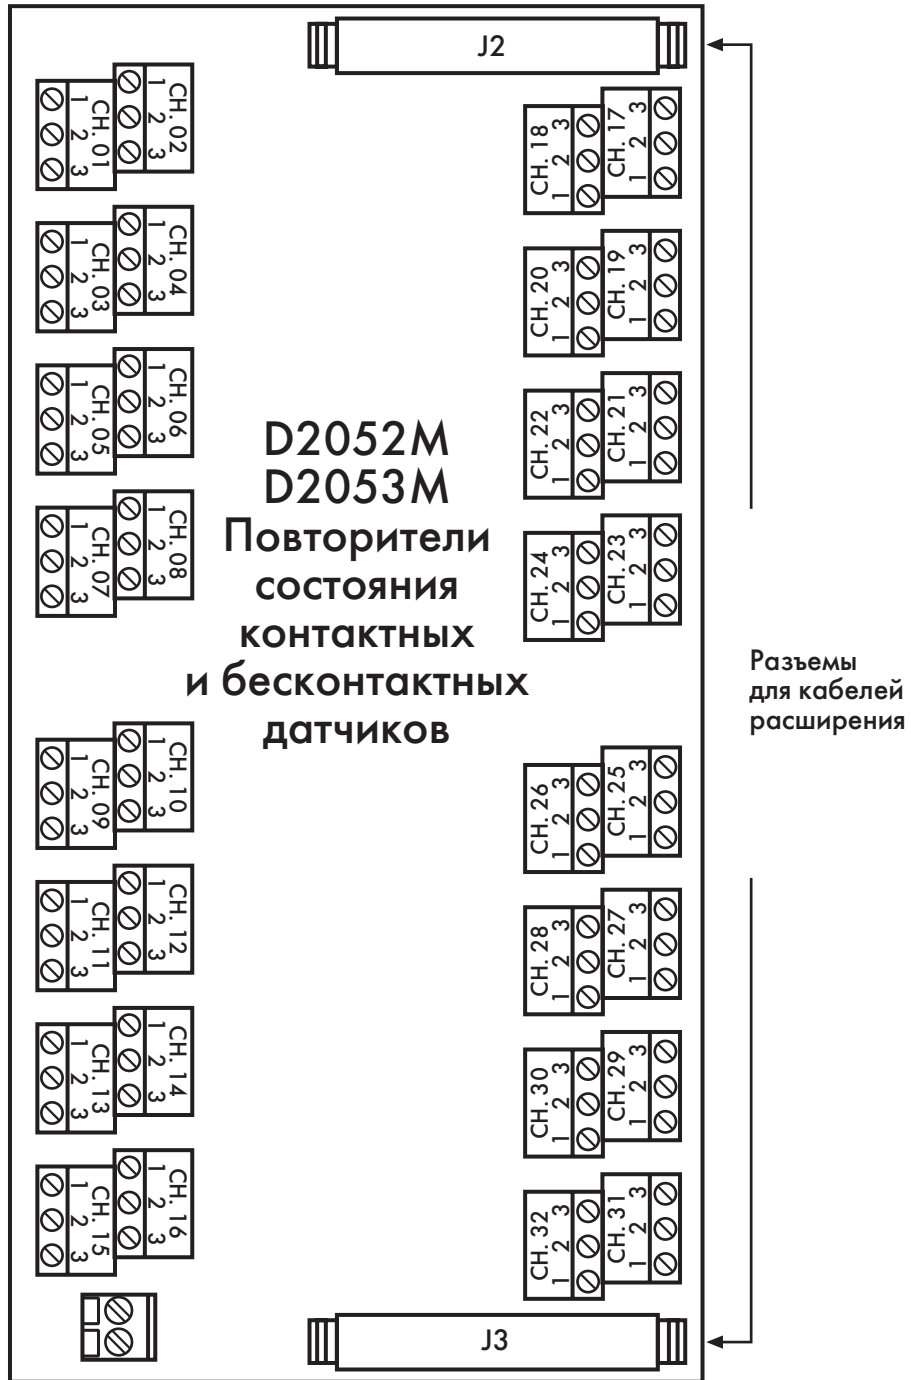 J2
CH. 01
1 2 3
CH. 02
1 2 3
CH. 18
1 2 3
CH. 17
1 2 3
CH. 03
1 2 3
CH. 04
1 2 3
CH. 20
1 2 3
CH. 19
1 2 3
CH. 05
1 2 3
CH. 06
1 2 3
CH. 22
1 2 3
CH. 21
1 2 3
CH. 07
1 2 3
CH. 08
1 2 3
CH. 24
1 2 3
CH. 23
1 2 3
D2052M
D2053M
Повторители
состояния
контактных
и бесконтактных
датчиков
Разъемы
для кабелей
расширения
CH. 09
1 2 3
CH. 10
1 2 3
CH. 26
1 2 3
CH. 25
1 2 3
CH. 11
1 2 3
CH. 12
1 2 3
CH. 28
1 2 3
CH. 27
1 2 3
CH. 13
1 2 3
CH. 14
1 2 3
CH. 30
1 2 3
CH. 29
1 2 3
CH. 15
1 2 3
CH. 16
1 2 3
CH. 32
1 2 3
CH. 31
1 2 3
J3